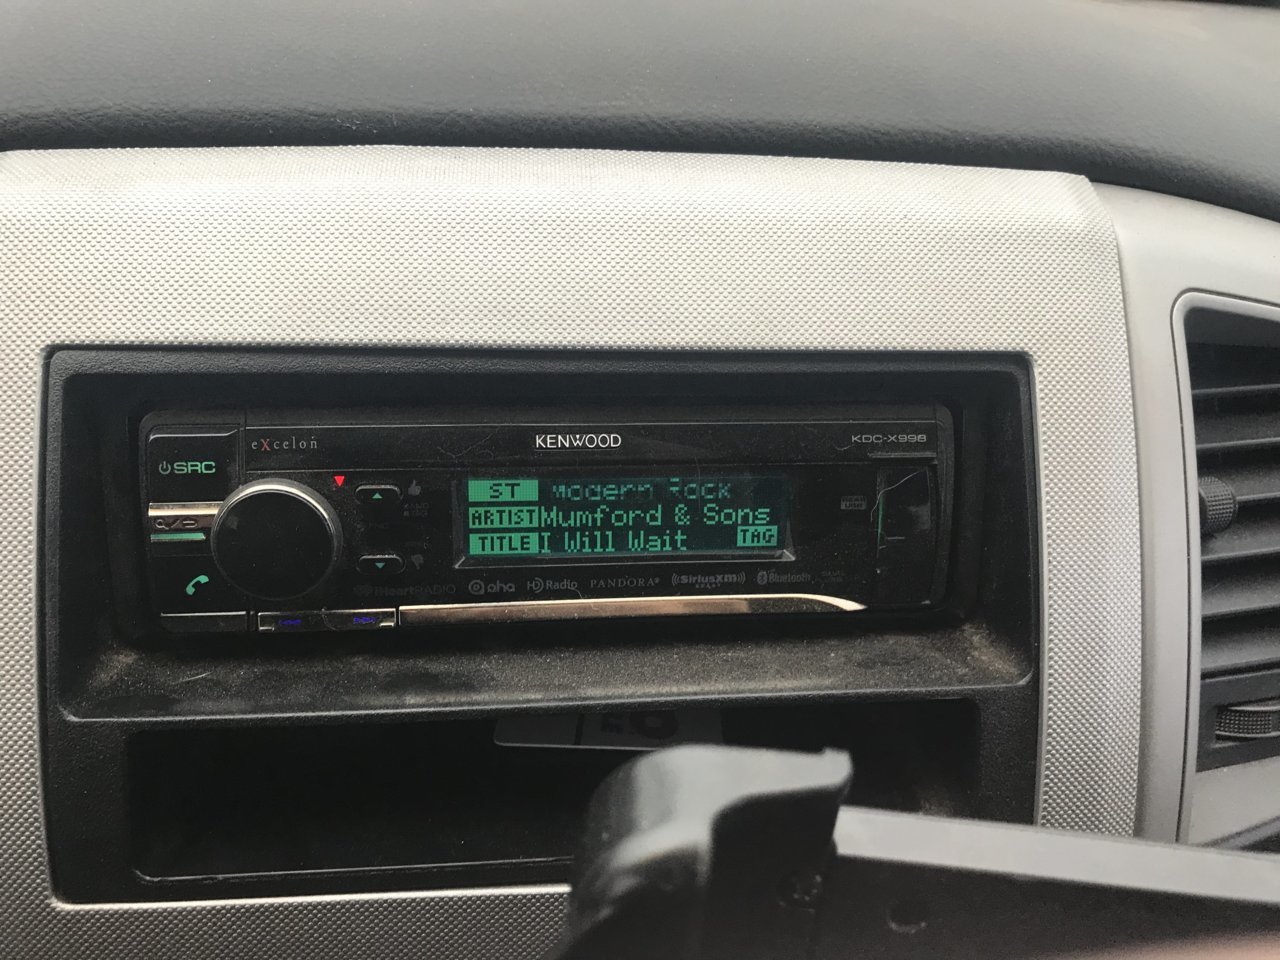 eXcelon
KENWOOD
KDC-X998
SRC
ST Modern Rock
ARTIST Mumford & Sons
TITLE I Will Wait TAG
iHeartRADIO
aha
HD Radio
PANDORA
SiriusXM
READY
Bluetooth